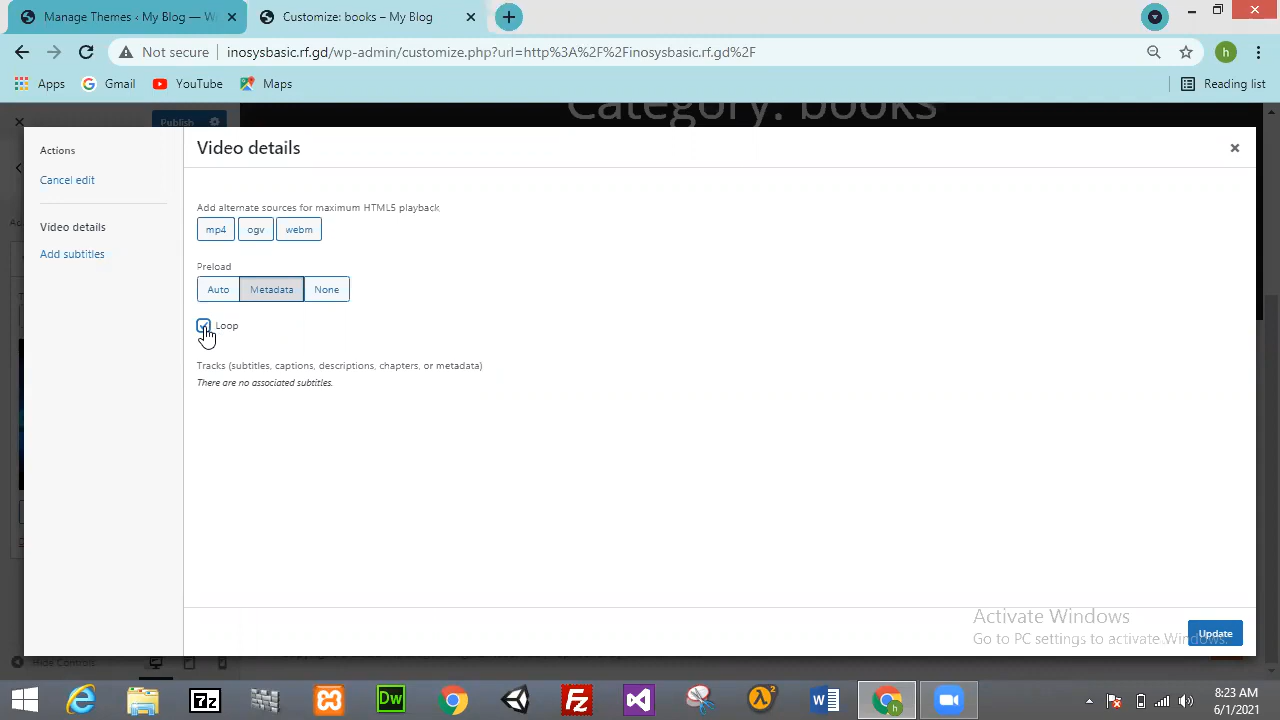 Manage Themes ‹ My Blog — W
Customize: books – My Blog
Not secure
inosysbasic.rf.gd/wp-admin/customize.php?url=http%3A%2F%2Finosysbasic.rf.gd%2F
h
Apps
Gmail
YouTube
Maps
Reading list
Publish
Category: books
Actions
Cancel edit
Video details
Add subtitles
Video details
Add alternate sources for maximum HTML5 playback
mp4
ogv
webm
Preload
Auto
Metadata
None
Loop
Tracks (subtitles, captions, descriptions, chapters, or metadata)
There are no associated subtitles.
Activate Windows
Go to PC settings to activate Windows.
Update
Hide Controls
7z
Dw
Fz
8:23 AM
6/1/2021